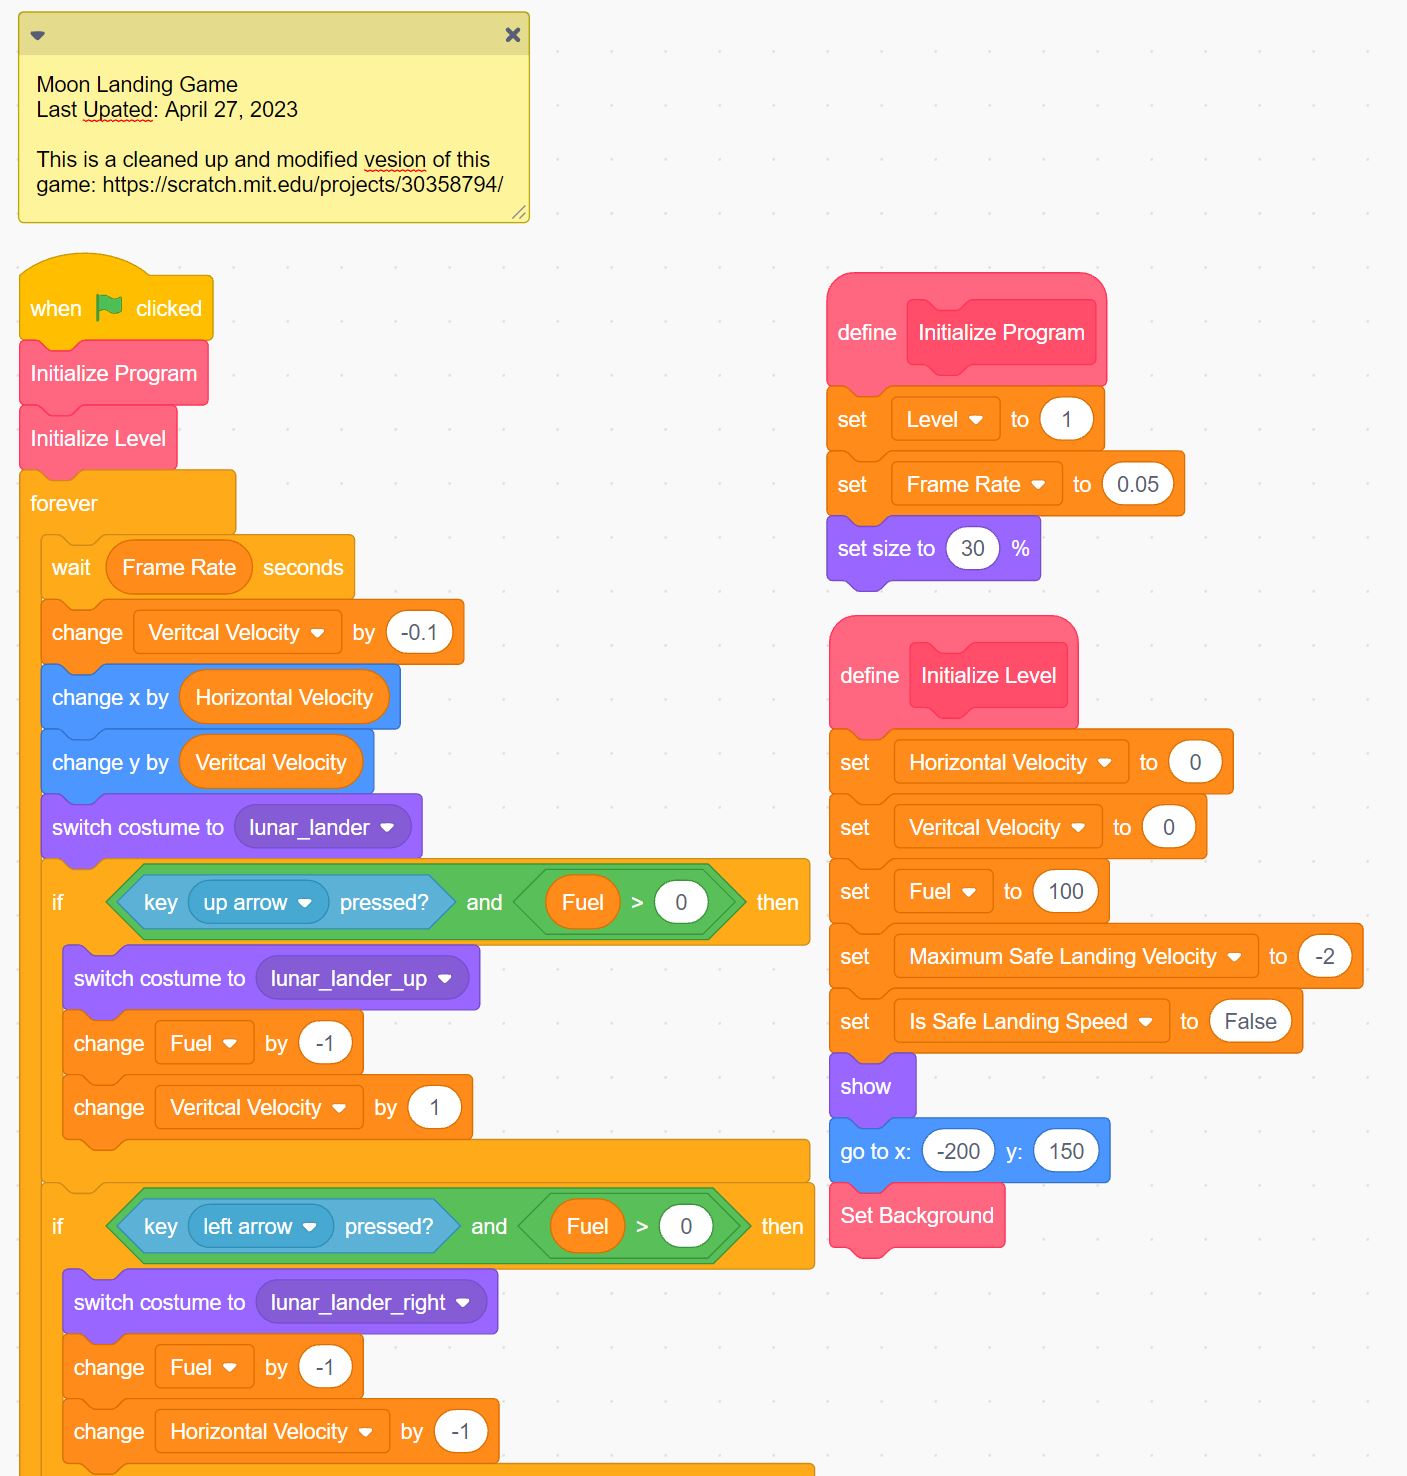 Moon Landing Game
Last Upated: April 27, 2023
This is a cleaned up and modified vesion of this
game: https://scratch.mit.edu/projects/30358794/
when clicked
Initialize Program
Initialize Level
forever
wait Frame Rate seconds
change Veritcal Velocity by -0.1
change x by Horizontal Velocity
change y by Veritcal Velocity
switch costume to lunar_lander
if key up arrow pressed? and Fuel > 0 then
switch costume to lunar_lander_up
change Fuel by -1
change Veritcal Velocity by 1
if key left arrow pressed? and Fuel > 0 then
switch costume to lunar_lander_right
change Fuel by -1
change Horizontal Velocity by -1
define Initialize Program
set Level to 1
set Frame Rate to 0.05
set size to 30 %
define Initialize Level
set Horizontal Velocity to 0
set Veritcal Velocity to 0
set Fuel to 100
set Maximum Safe Landing Velocity to -2
set Is Safe Landing Speed to False
show
go to x: -200 y: 150
Set Background